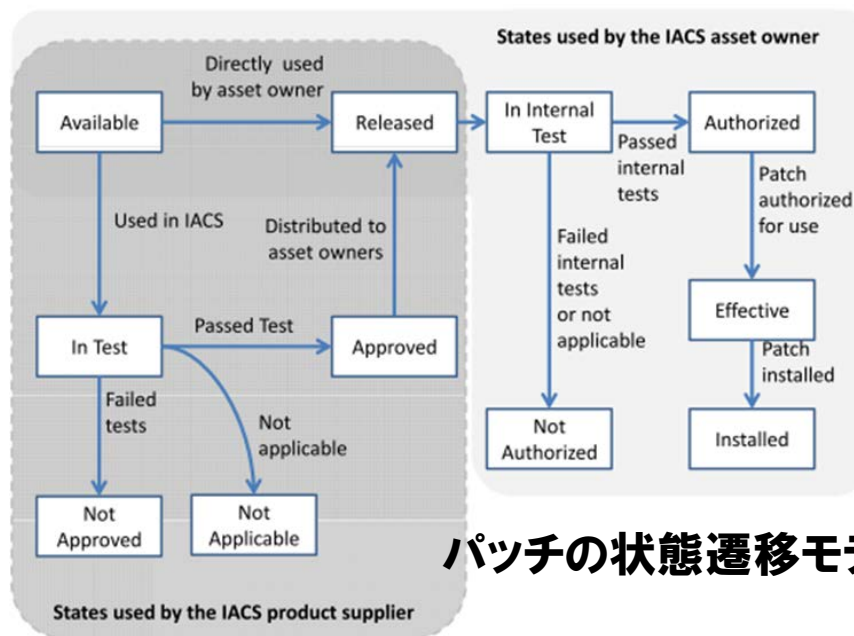 States used by the IACS asset owner
Directly used
by asset owner
Available
Released
In Internal
Test
Authorized
Passed
internal
tests
Patch
authorized
for use
Used in IACS
Distributed to
asset owners
Failed
internal
tests
or not
applicable
Effective
In Test
Passed Test
Approved
Patch
installed
Failed
tests
Not
applicable
Not
Authorized
Installed
Not
Approved
Not
Applicable
パッチの状態遷移モデ
States used by the IACS product supplier